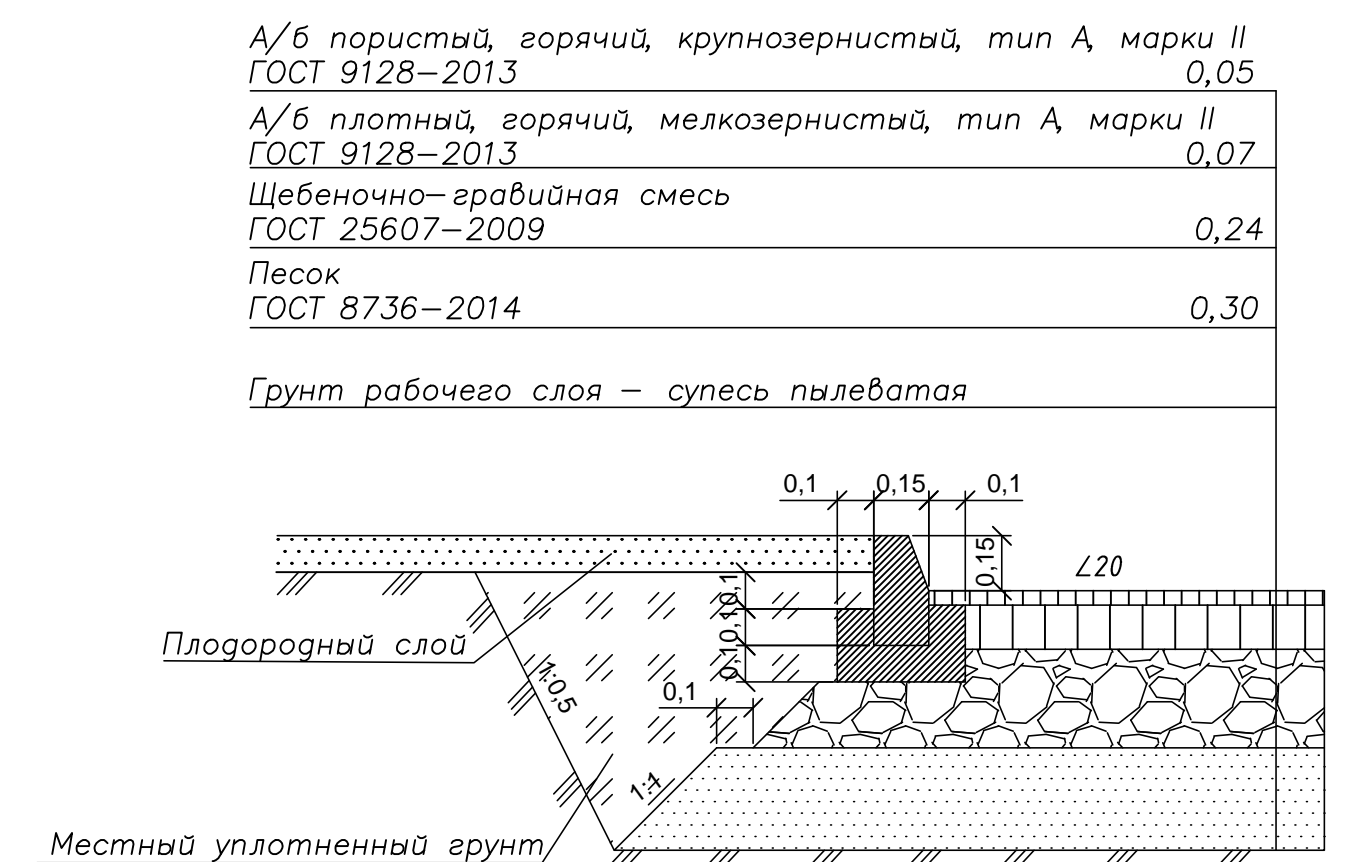 А/б пористый, горячий, крупнозернистый, тип А, марки II
ГОСТ 9128–2013 0,05
А/б плотный, горячий, мелкозернистый, тип А, марки II
ГОСТ 9128–2013 0,07
Щебеночно–гравийная смесь
ГОСТ 25607–2009 0,24
Песок
ГОСТ 8736–2014 0,30
Грунт рабочего слоя – супесь пылеватая
0,1 0,15 0,1
0,15
∠20
0,1
0,1
0,1
Плодородный слой
1:0,5
0,1
1:1
Местный уплотненный грунт